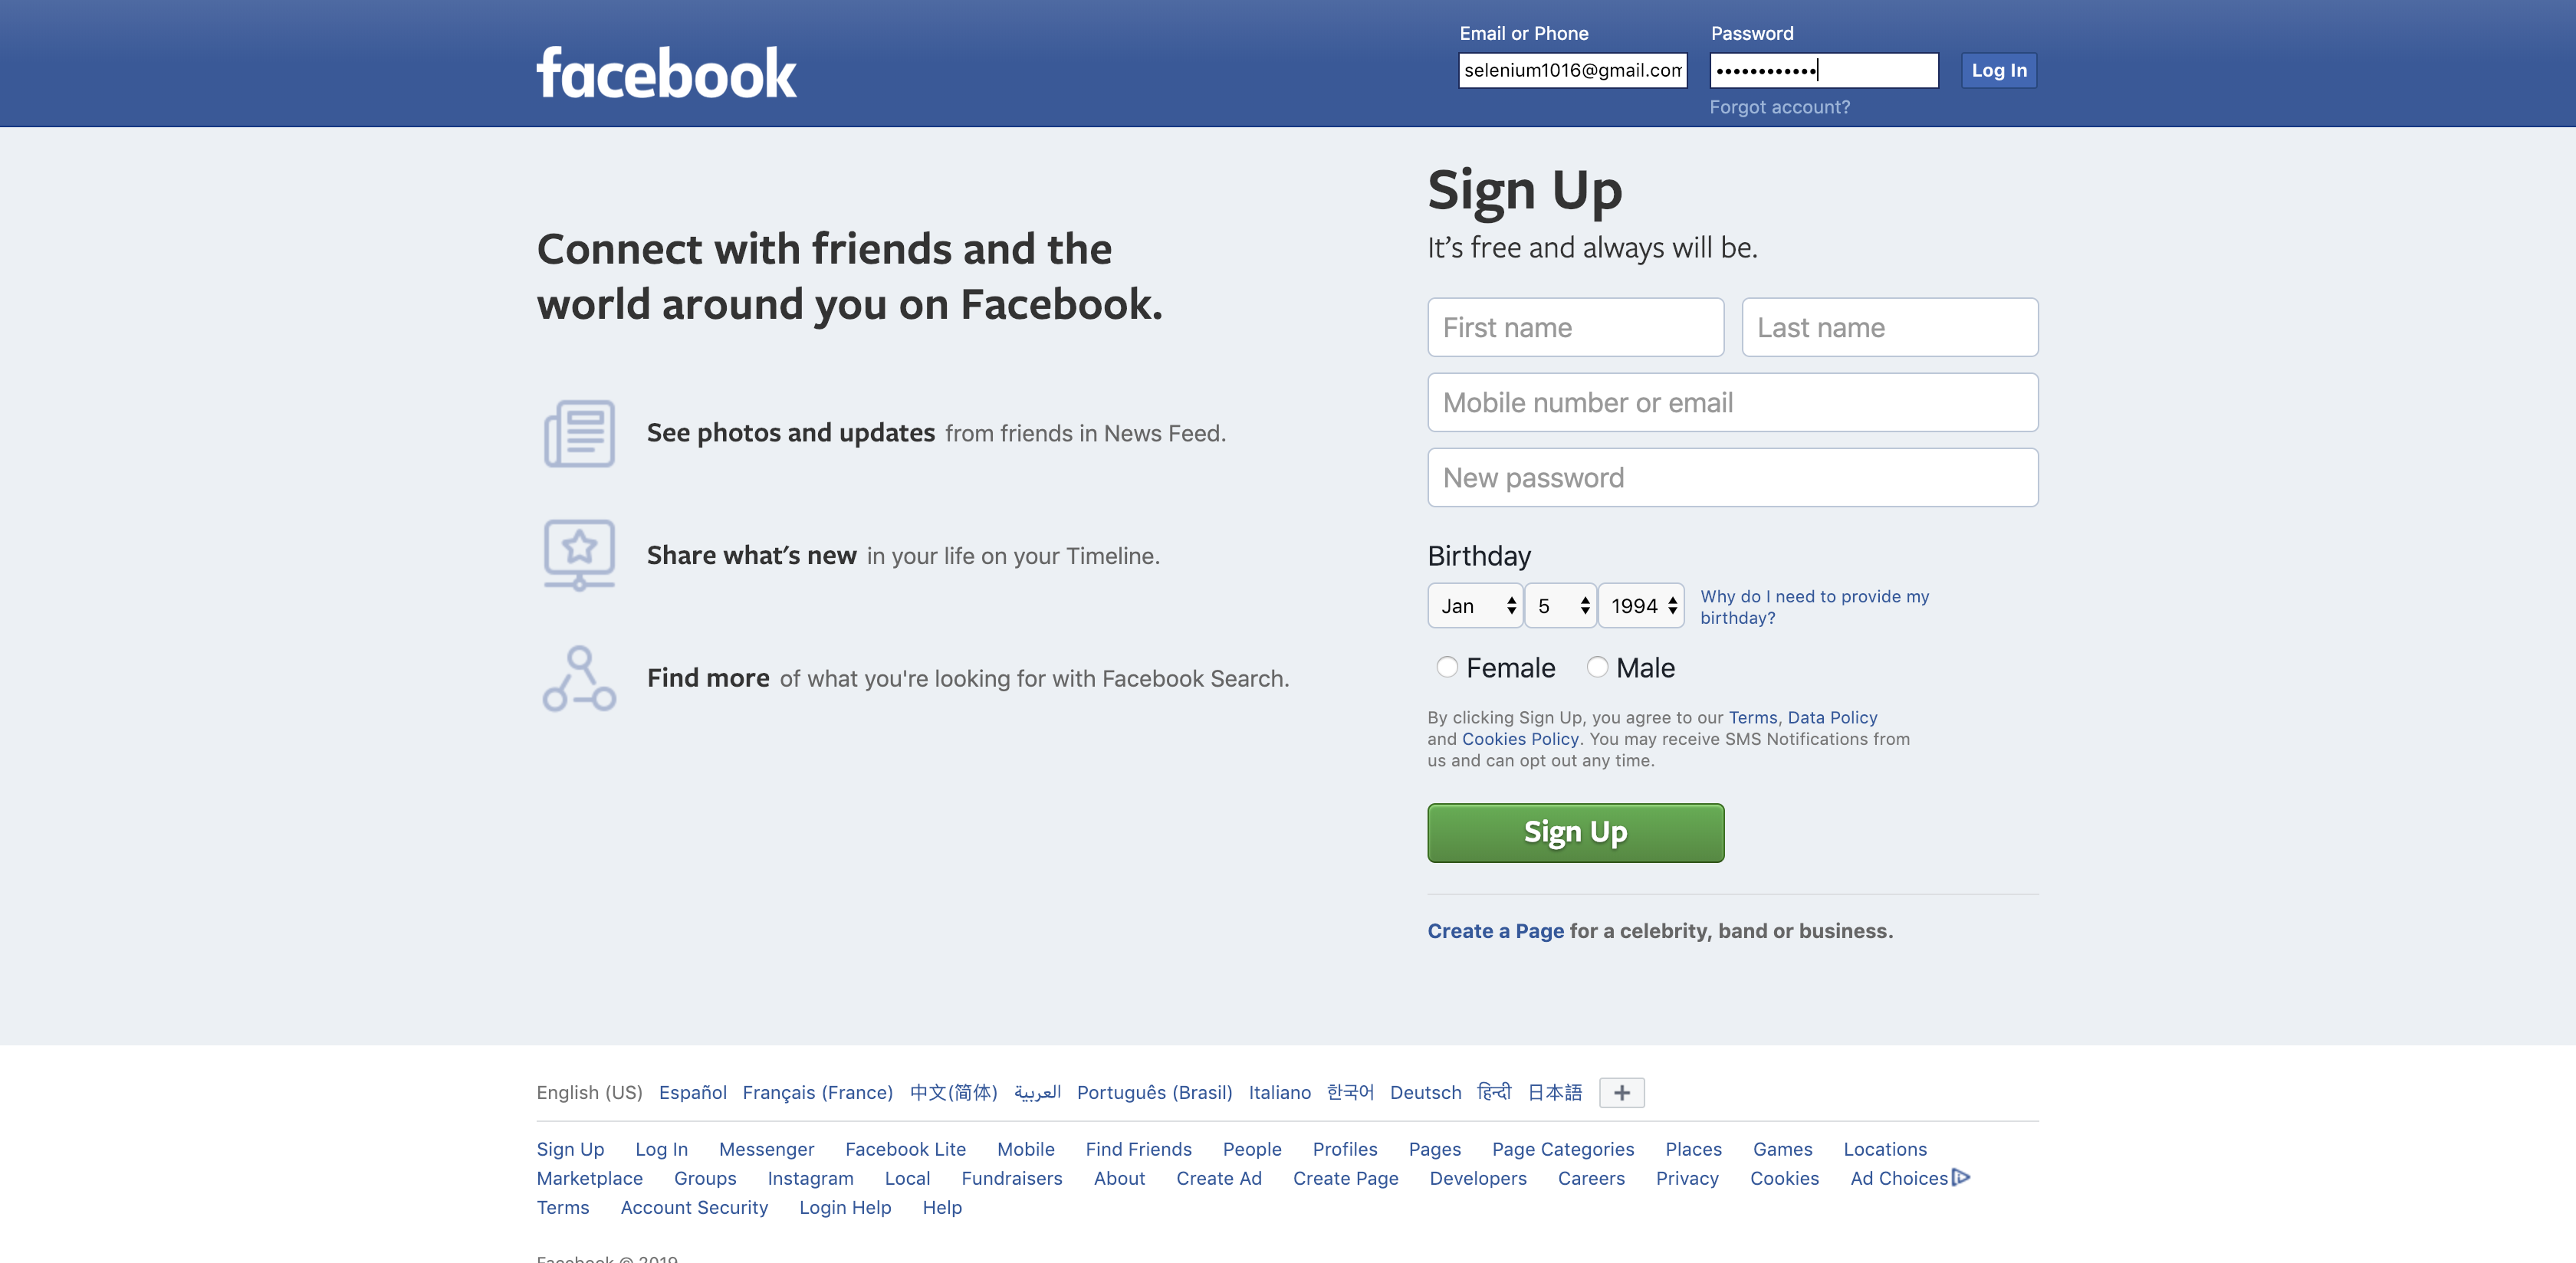 facebook
Email or Phone
Password
selenium1016@gmail.com
••••••••••••
Log In
Forgot account?
Connect with friends and the
world around you on Facebook.
See photos and updates from friends in News Feed.
Share what's new in your life on your Timeline.
Find more of what you're looking for with Facebook Search.
Sign Up
It’s free and always will be.
First name
Last name
Mobile number or email
New password
Birthday
Jan 5 1994
Why do I need to provide my
birthday?
Female Male
By clicking Sign Up, you agree to our Terms, Data Policy
and Cookies Policy. You may receive SMS Notifications from
us and can opt out any time.
Sign Up
Create a Page for a celebrity, band or business.
English (US) Español Français (France) 中文(简体) العربية Português (Brasil) Italiano 한국어 Deutsch हिन्दी 日本語 +
Sign Up Log In Messenger Facebook Lite Mobile Find Friends People Profiles Pages Page Categories Places Games Locations
Marketplace Groups Instagram Local Fundraisers About Create Ad Create Page Developers Careers Privacy Cookies Ad Choices
Terms Account Security Login Help Help
Facebook © 2019